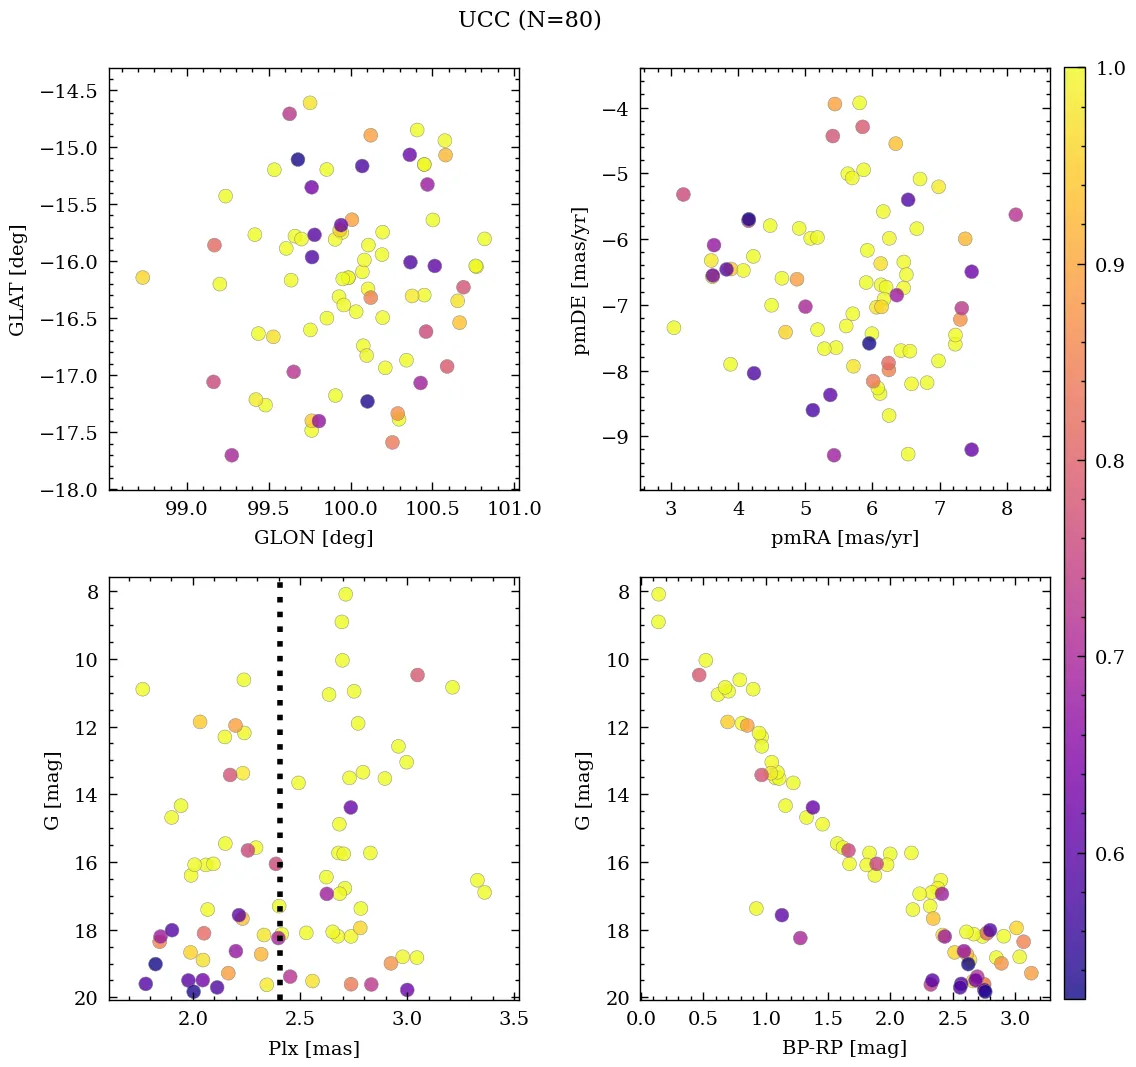 UCC (N=80)
−14.5
−15.0
−15.5
−16.0
−16.5
−17.0
−17.5
−18.0
GLAT [deg]
99.0 99.5 100.0 100.5 101.0
GLON [deg]
−4
−5
−6
−7
−8
−9
pmDE [mas/yr]
3 4 5 6 7 8
pmRA [mas/yr]
1.0
0.9
0.8
0.7
0.6
8
10
12
14
16
18
20
G [mag]
2.0 2.5 3.0 3.5
Plx [mas]
8
10
12
14
16
18
20
G [mag]
0.0 0.5 1.0 1.5 2.0 2.5 3.0
BP-RP [mag]